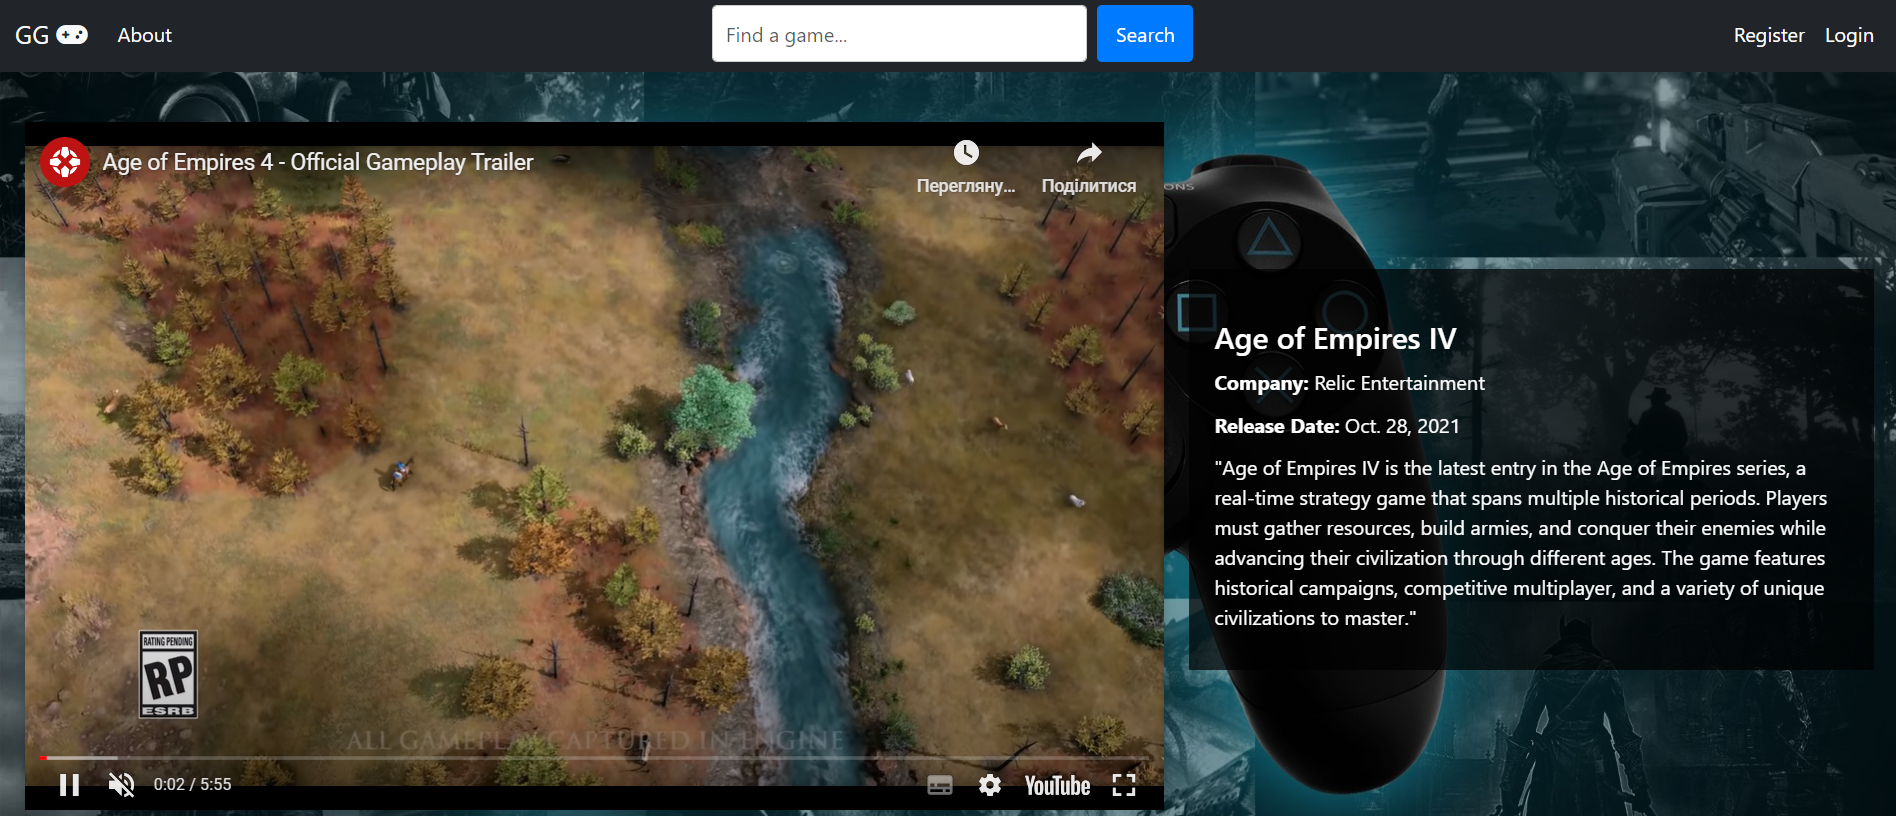 GG
About
Find a game...
Search
Register
Login
Age of Empires 4 - Official Gameplay Trailer
Перегляну...
Поділитися
ONS
Age of Empires IV
Company: Relic Entertainment
Release Date: Oct. 28, 2021
"Age of Empires IV is the latest entry in the Age of Empires series, a
real-time strategy game that spans multiple historical periods. Players
must gather resources, build armies, and conquer their enemies while
advancing their civilization through different ages. The game features
historical campaigns, competitive multiplayer, and a variety of unique
civilizations to master."
RATING PENDING
RP
ESRB
ALL GAMEPLAY CAPTURED IN-ENGINE
0:02 / 5:55
YouTube